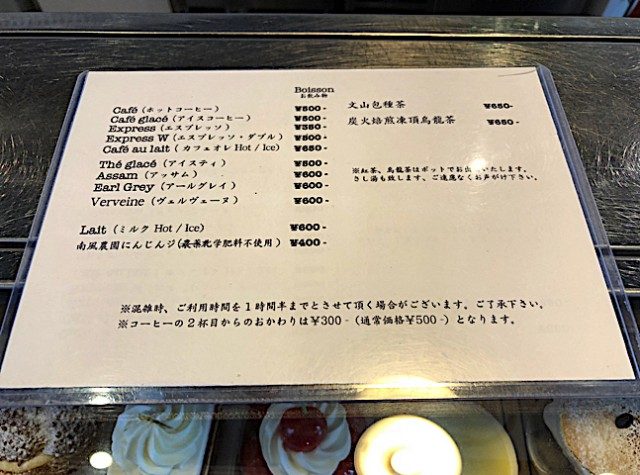 Boisson
お飲み物
Café (ホットコーヒー) ¥500-
Café glacé (アイスコーヒー) ¥500-
Express (エスプレッソ) ¥350-
Express W (エスプレッソ・ダブル) ¥500-
Café au lait ( カフェオレ Hot / Ice) ¥650-
Thé glacé (アイスティ) ¥500-
Assam (アッサム) ¥600-
Earl Grey (アールグレイ) ¥600-
Verveine (ヴェルヴェーヌ) ¥600-
Lait (ミルク Hot / Ice) ¥600-
南風農園にんじんジ(農薬化学肥料不使用) ¥400-
文山包種茶 ¥650-
炭火焙煎凍頂烏龍茶 ¥650-
※紅茶、烏龍茶はポットでお出しいたします。
さし湯も致します、ご遠慮なくお声がけ下さい。
※混雑時、ご利用時間を1時間半までとさせて頂く場合がございます。ご了承下さい。
※コーヒーの2杯目からのおかわりは¥300-(通常価格¥500-)となります。